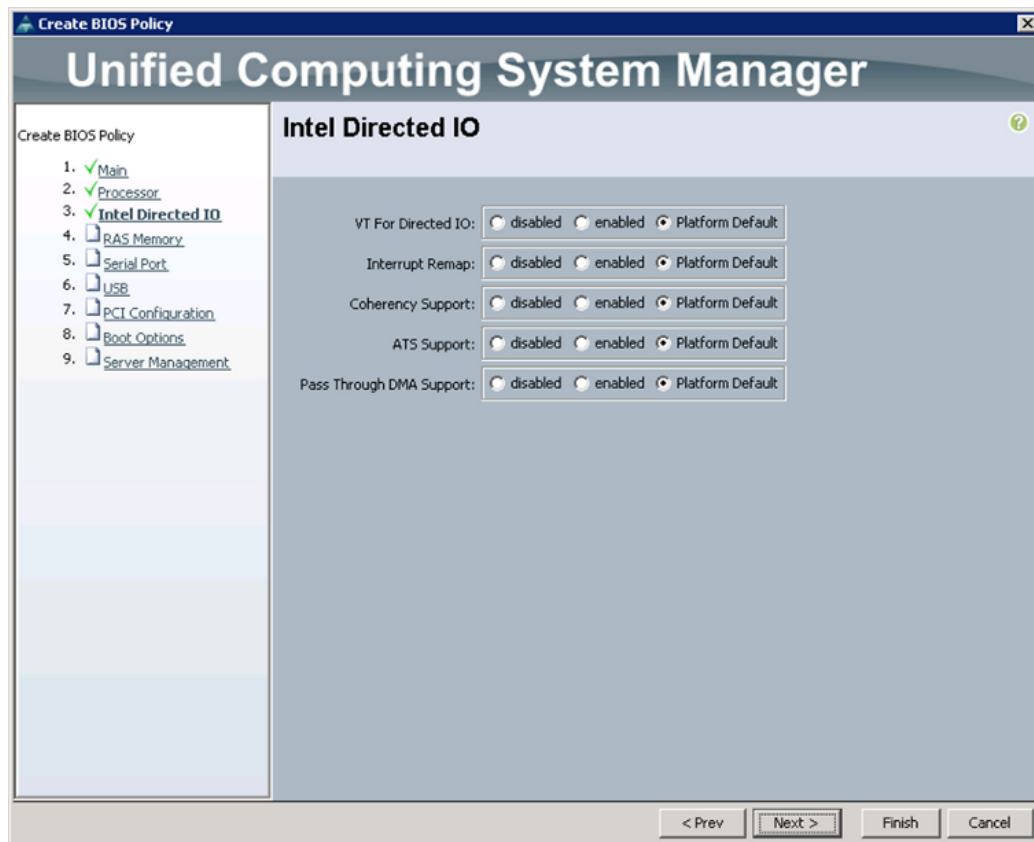 Create BIOS Policy
Unified Computing System Manager
Create BIOS Policy
1. Main
2. Processor
3. Intel Directed IO
4. RAS Memory
5. Serial Port
6. USB
7. PCI Configuration
8. Boot Options
9. Server Management
Intel Directed IO
?
VT For Directed IO: disabled enabled Platform Default
Interrupt Remap: disabled enabled Platform Default
Coherency Support: disabled enabled Platform Default
ATS Support: disabled enabled Platform Default
Pass Through DMA Support: disabled enabled Platform Default
< Prev Next > Finish Cancel